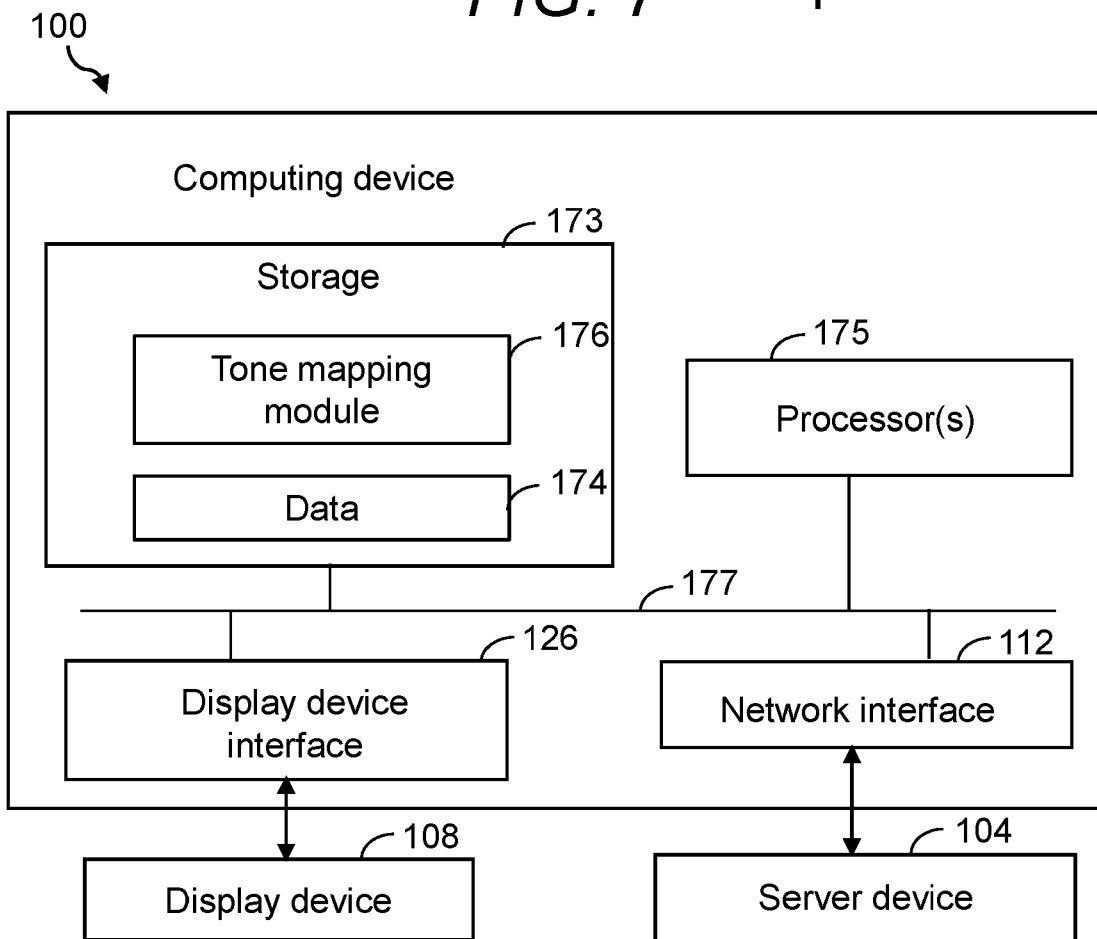 100
Computing device
173
Storage
176
Tone mapping
module
175
Processor(s)
174
Data
177
126
Display device
interface
112
Network interface
108
Display device
104
Server device